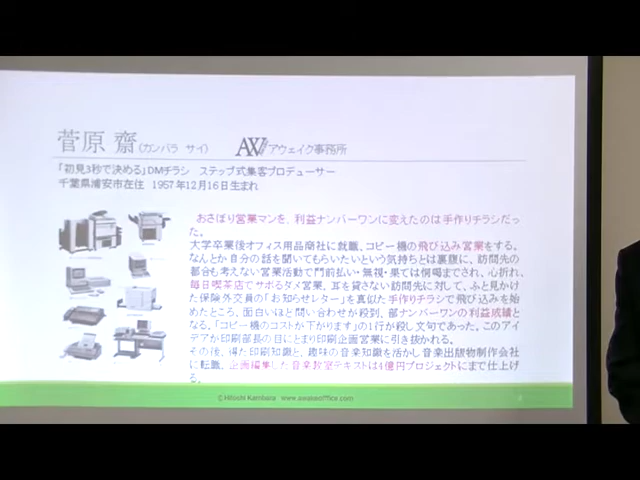 菅原 齋(カンバラ サイ) AW アウェイク事務所
「初見3秒で決める」DMチラシ ステップ式集客プロデューサー
千葉県浦安市在住 1957年12月16日生まれ
おさぼり営業マンを、利益ナンバーワンに変えたのは手作りチラシだっ
た。
大学卒業後オフィス用品商社に就職、コピー機の飛び込み営業をする。
なんとか自分の話を聞いてもらいたいという気持ちとは裏腹に、訪問先の
都合も考えない営業活動で門前払い・無視・果ては恫喝までされ、心折れ、
毎日喫茶店でサボるダメ営業。耳を貸さない訪問先に対して、ふと見かけ
た保険外交員の「お知らせレター」を真似た手作りチラシで飛び込みを始
めたところ、面白いほど問い合わせが殺到、部ナンバーワンの利益成績と
なる。「コピー機のコストが下がります」の1行が殺し文句であった。このアイ
デアが印刷部長の目にとまり印刷企画営業に引き抜かれる。
その後、得た印刷知識と、趣味の音楽知識を活かし音楽出版物制作会社
に転職、企画編集した音楽教室テキストは4億円プロジェクトにまで仕上げ
る。
© Hitoshi Kambara www.awakeoffice.com